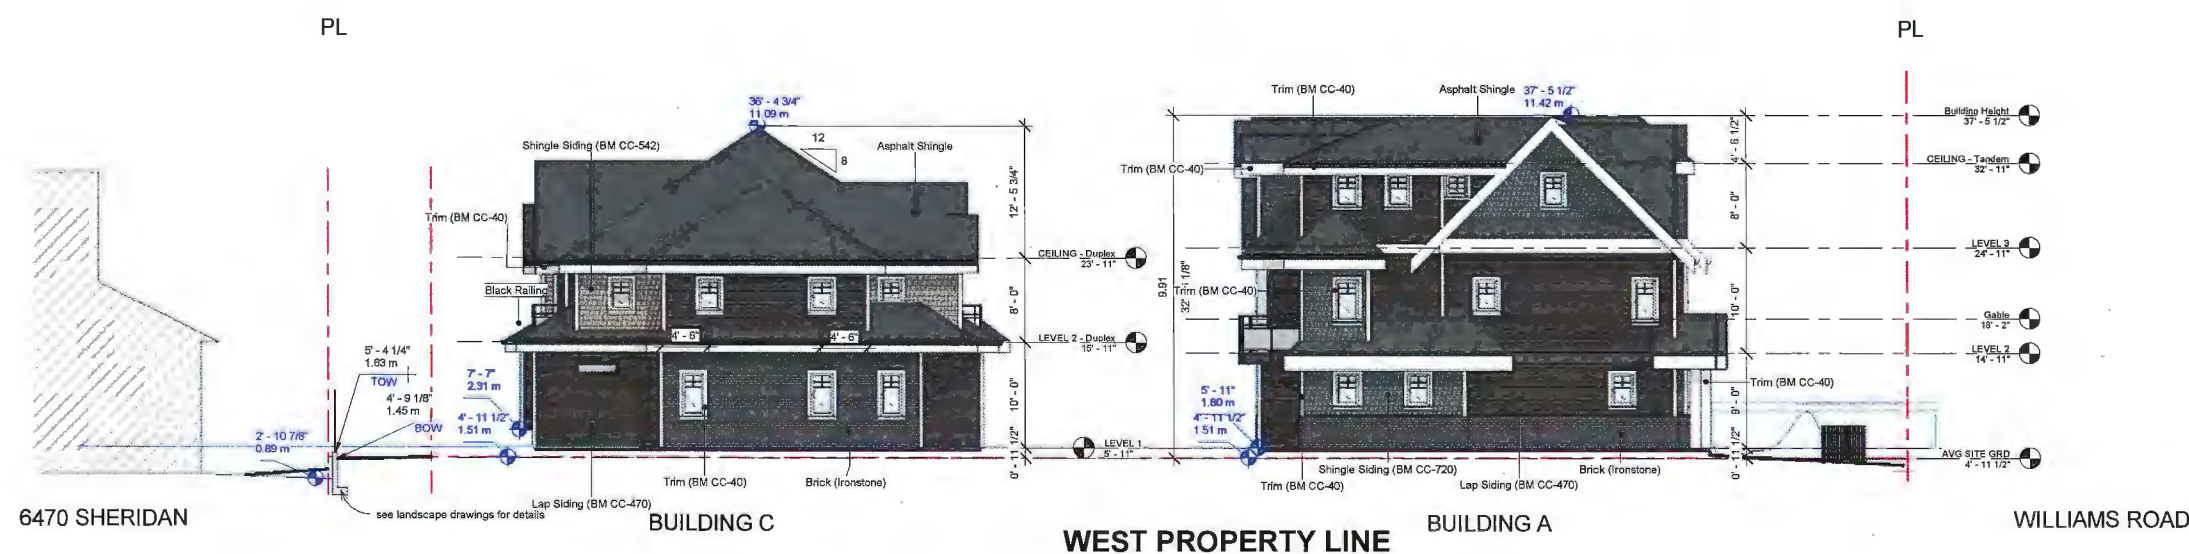 PL
PL
36' - 4 3/4"
11.09 m
12
8
Shingle Siding (BM CC-542)
Asphalt Shingle
Trim (BM CC-40)
Black Railing
12' - 5 3/4"
CEILING - Duplex
23' - 11"
8' - 0"
LEVEL 2 - Duplex
15' - 11"
4' - 6"
4' - 6"
10' - 0"
0' - 11 1/2"
5' - 4 1/4"
1.63 m
TOW
4' - 9 1/8"
1.45 m
BOW
7' - 7"
2.31 m
4' - 11 1/2"
1.51 m
2' - 10 7/8"
0.89 m
LEVEL 1
5' - 11"
Trim (BM CC-40)
Brick (Ironstone)
Lap Siding (BM CC-470)
see landscape drawings for details
Trim (BM CC-40)
Asphalt Shingle
37' - 5 1/2"
11.42 m
Trim (BM CC-40)
Trim (BM CC-40)
9.91
5' - 11"
1.80 m
4' - 11 1/2"
1.51 m
4' - 6 1/2"
8' - 0"
10' - 0"
9' - 0"
0' - 11 1/2"
Building Height
37' - 5 1/2"
CEILING - Tandem
32' - 11"
LEVEL 3
24' - 11"
Gable
18' - 2"
LEVEL 2
14' - 11"
Trim (BM CC-40)
AVG SITE GRD
4' - 11 1/2"
Shingle Siding (BM CC-720)
Brick (Ironstone)
Trim (BM CC-40)
Lap Siding (BM CC-470)
6470 SHERIDAN
BUILDING C
BUILDING A
WILLIAMS ROAD
WEST PROPERTY LINE